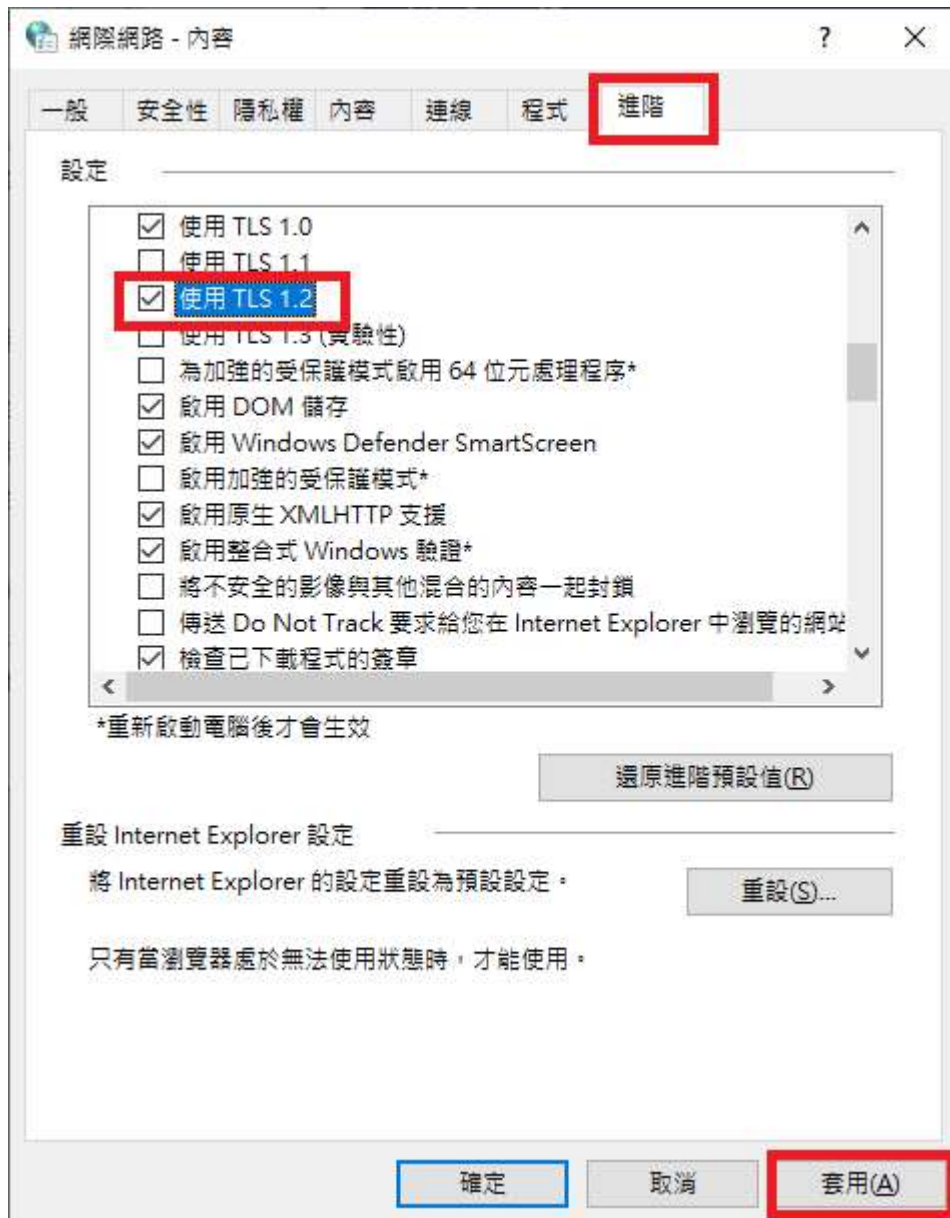 網際網路 - 內容
?
一般 安全性 隱私權 內容 連線 程式 進階
設定
使用 TLS 1.0
使用 TLS 1.1
使用 TLS 1.2
使用 TLS 1.3 (實驗性)
為加強的受保護模式啟用 64 位元處理程序*
啟用 DOM 儲存
啟用 Windows Defender SmartScreen
啟用加強的受保護模式*
啟用原生 XMLHTTP 支援
啟用整合式 Windows 驗證*
將不安全的影像與其他混合的內容一起封鎖
傳送 Do Not Track 要求給您在 Internet Explorer 中瀏覽的網站
檢查已下載程式的簽章
*重新啟動電腦後才會生效
還原進階預設值(R)
重設 Internet Explorer 設定
將 Internet Explorer 的設定重設為預設設定。
重設(S)...
只有當瀏覽器處於無法使用狀態時，才能使用。
確定 取消 套用(A)